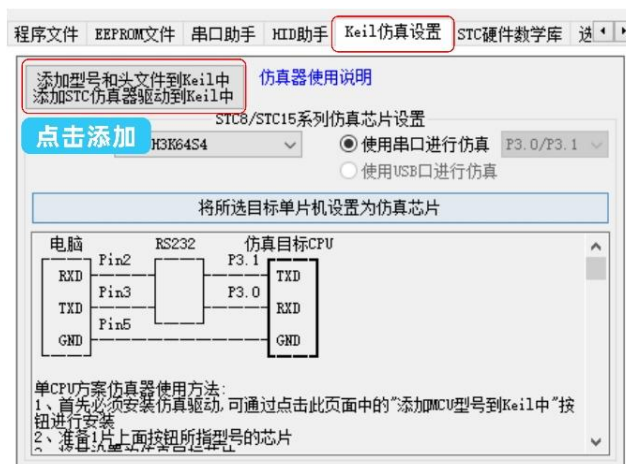 程序文件 EEPROM文件 串口助手 HID助手 Keil仿真设置 STC硬件数学库 选
添加型号和头文件到Keil中
添加STC仿真器驱动到Keil中
仿真器使用说明
STC8/STC15系列仿真芯片设置
点击添加
H3K64S4
使用串口进行仿真 P3.0/P3.1
使用USB口进行仿真
将所选目标单片机设置为仿真芯片
电脑 RS232 仿真目标CPU
Pin2 P3.1
RXD TXD
Pin3 P3.0
TXD RXD
Pin5
GND GND
单CPU方案仿真器使用方法:
1、首先必须安装仿真驱动,可通过点击此页面中的"添加MCU型号到Keil中"按
钮进行安装
2、准备1片上面按钮所指型号的芯片